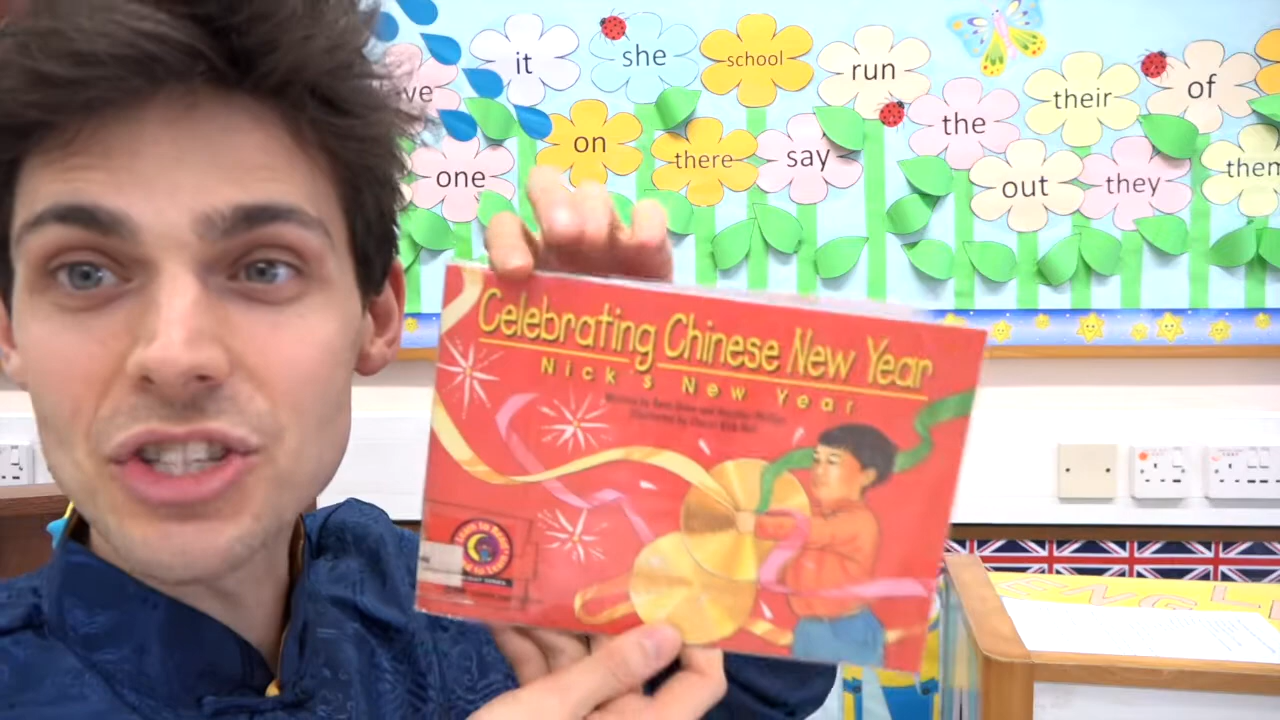 it
she
school
run
their
of
on
there
say
the
one
out
they
Celebrating Chinese New Year
Nick's New Year